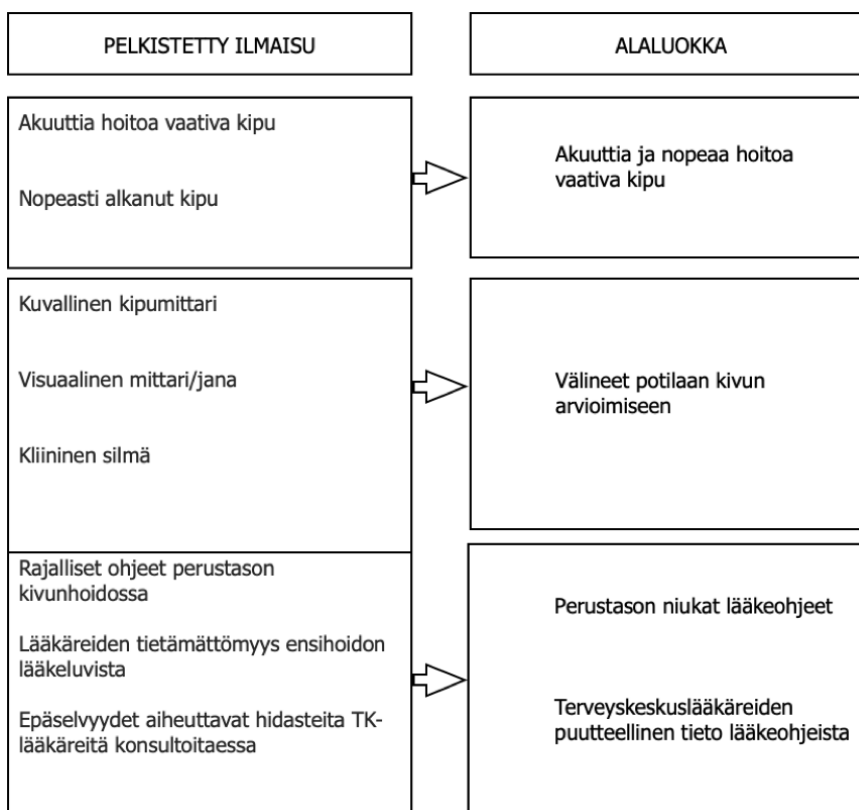 PELKISTETTY ILMAISU
ALALUOKKA
Akuuttia hoitoa vaativa kipu
Nopeasti alkanut kipu
Akuuttia ja nopeaa hoitoa
vaativa kipu
Kuvallinen kipumittari
Visuaalinen mittari/jana
Kliininen silmä
Välineet potilaan kivun
arvioimiseen
Rajalliset ohjeet perustason
kivunhoidossa
Lääkäreiden tietämättömyys ensihoidon
lääkeluvista
Epäselvyydet aiheuttavat hidasteita TK-
lääkäreitä konsultoitaessa
Perustason niukat lääkeohjeet
Terveyskeskuslääkäreiden
puutteellinen tieto lääkeohjeista